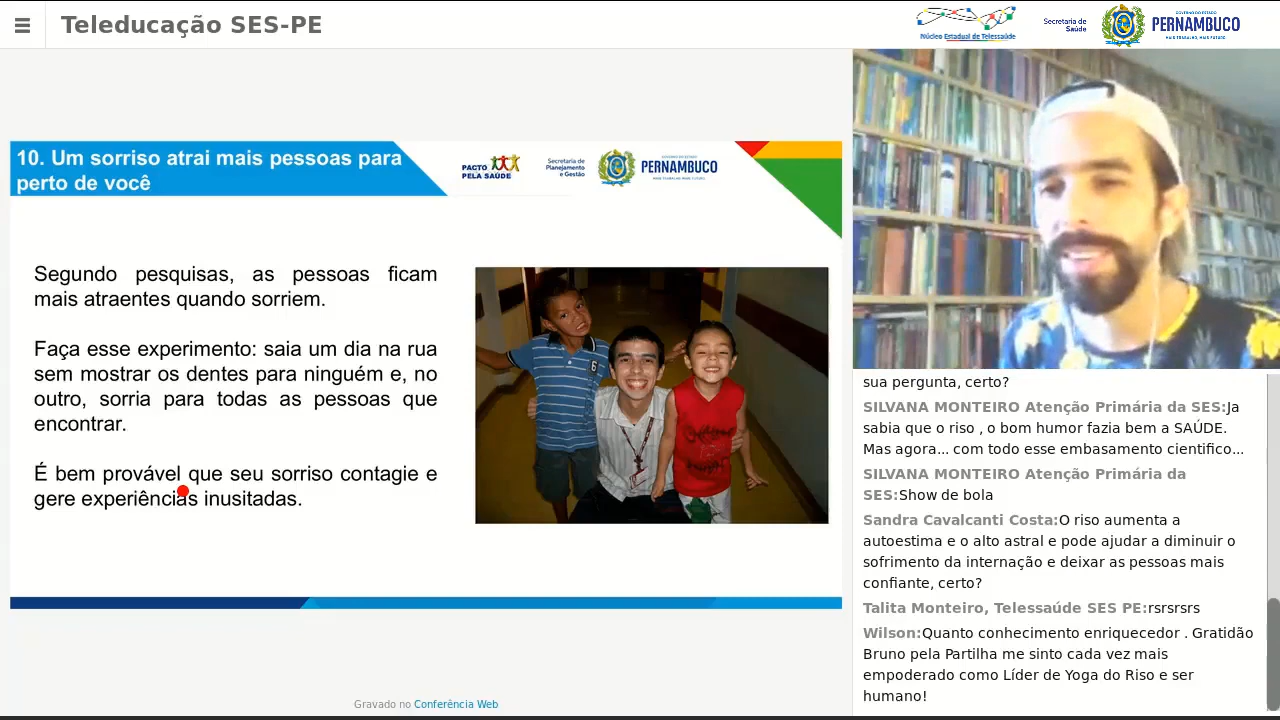 Teleducação SES-PE
Núcleo Estadual de Telessaúde
Secretaria de
Saúde
GOVERNO DO ESTADO
PERNAMBUCO
MAIS TRABALHO, MAIS FUTURO
10. Um sorriso atrai mais pessoas para
perto de você
PACTO
PELA SAÚDE
Secretaria de
Planejamento
e Gestão
PERNAMBUCO
Segundo pesquisas, as pessoas ficam
mais atraentes quando sorriem.
Faça esse experimento: saia um dia na rua
sem mostrar os dentes para ninguém e, no
outro, sorria para todas as pessoas que
encontrar.
É bem provável que seu sorriso contagie e
gere experiências inusitadas.
6
sua pergunta, certo?
SILVANA MONTEIRO Atenção Primária da SES:Ja
sabia que o riso , o bom humor fazia bem a SAÚDE.
Mas agora... com todo esse embasamento cientifico...
SILVANA MONTEIRO Atenção Primária da
SES:Show de bola
Sandra Cavalcanti Costa:O riso aumenta a
autoestima e o alto astral e pode ajudar a diminuir o
sofrimento da internação e deixar as pessoas mais
confiante, certo?
Talita Monteiro, Telessaúde SES PE:rsrsrsrs
Wilson:Quanto conhecimento enriquecedor . Gratidão
Bruno pela Partilha me sinto cada vez mais
empoderado como Líder de Yoga do Riso e ser
humano!
Gravado no Conferência Web